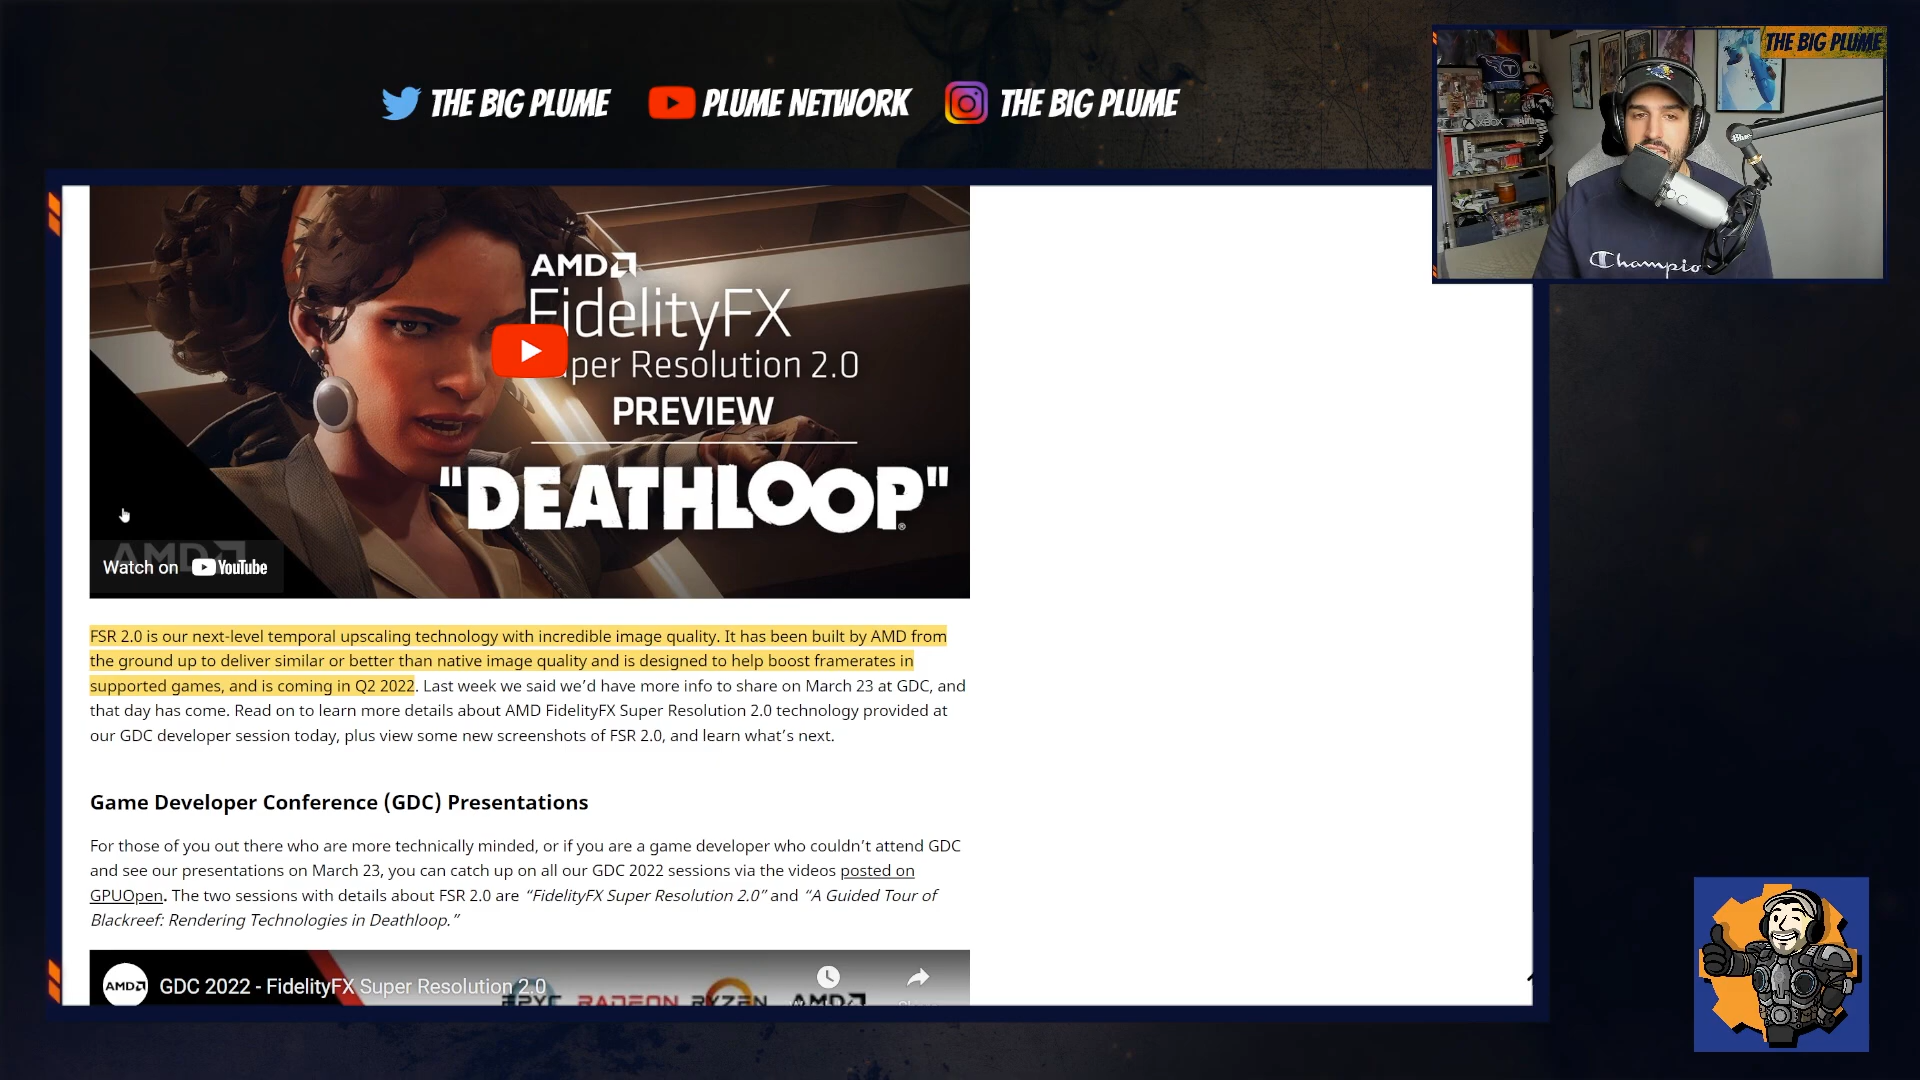 THE BIG PLUME
PLUME NETWORK
THE BIG PLUME
THE BIG PLUME
XBOX
Blue
Champio
AMD
FidelityFX
per Resolution 2.0
PREVIEW
"DEATHLOOP"
AMD
Watch on YouTube
FSR 2.0 is our next-level temporal upscaling technology with incredible image quality. It has been built by AMD from
the ground up to deliver similar or better than native image quality and is designed to help boost framerates in
supported games, and is coming in Q2 2022. Last week we said we’d have more info to share on March 23 at GDC, and
that day has come. Read on to learn more details about AMD FidelityFX Super Resolution 2.0 technology provided at
our GDC developer session today, plus view some new screenshots of FSR 2.0, and learn what’s next.
Game Developer Conference (GDC) Presentations
For those of you out there who are more technically minded, or if you are a game developer who couldn’t attend GDC
and see our presentations on March 23, you can catch up on all our GDC 2022 sessions via the videos posted on
GPUOpen. The two sessions with details about FSR 2.0 are “FidelityFX Super Resolution 2.0” and “A Guided Tour of
Blackreef: Rendering Technologies in Deathloop.”
AMD GDC 2022 - FidelityFX Super Resolution 2.0
EPYC RADEON RYZEN AMD